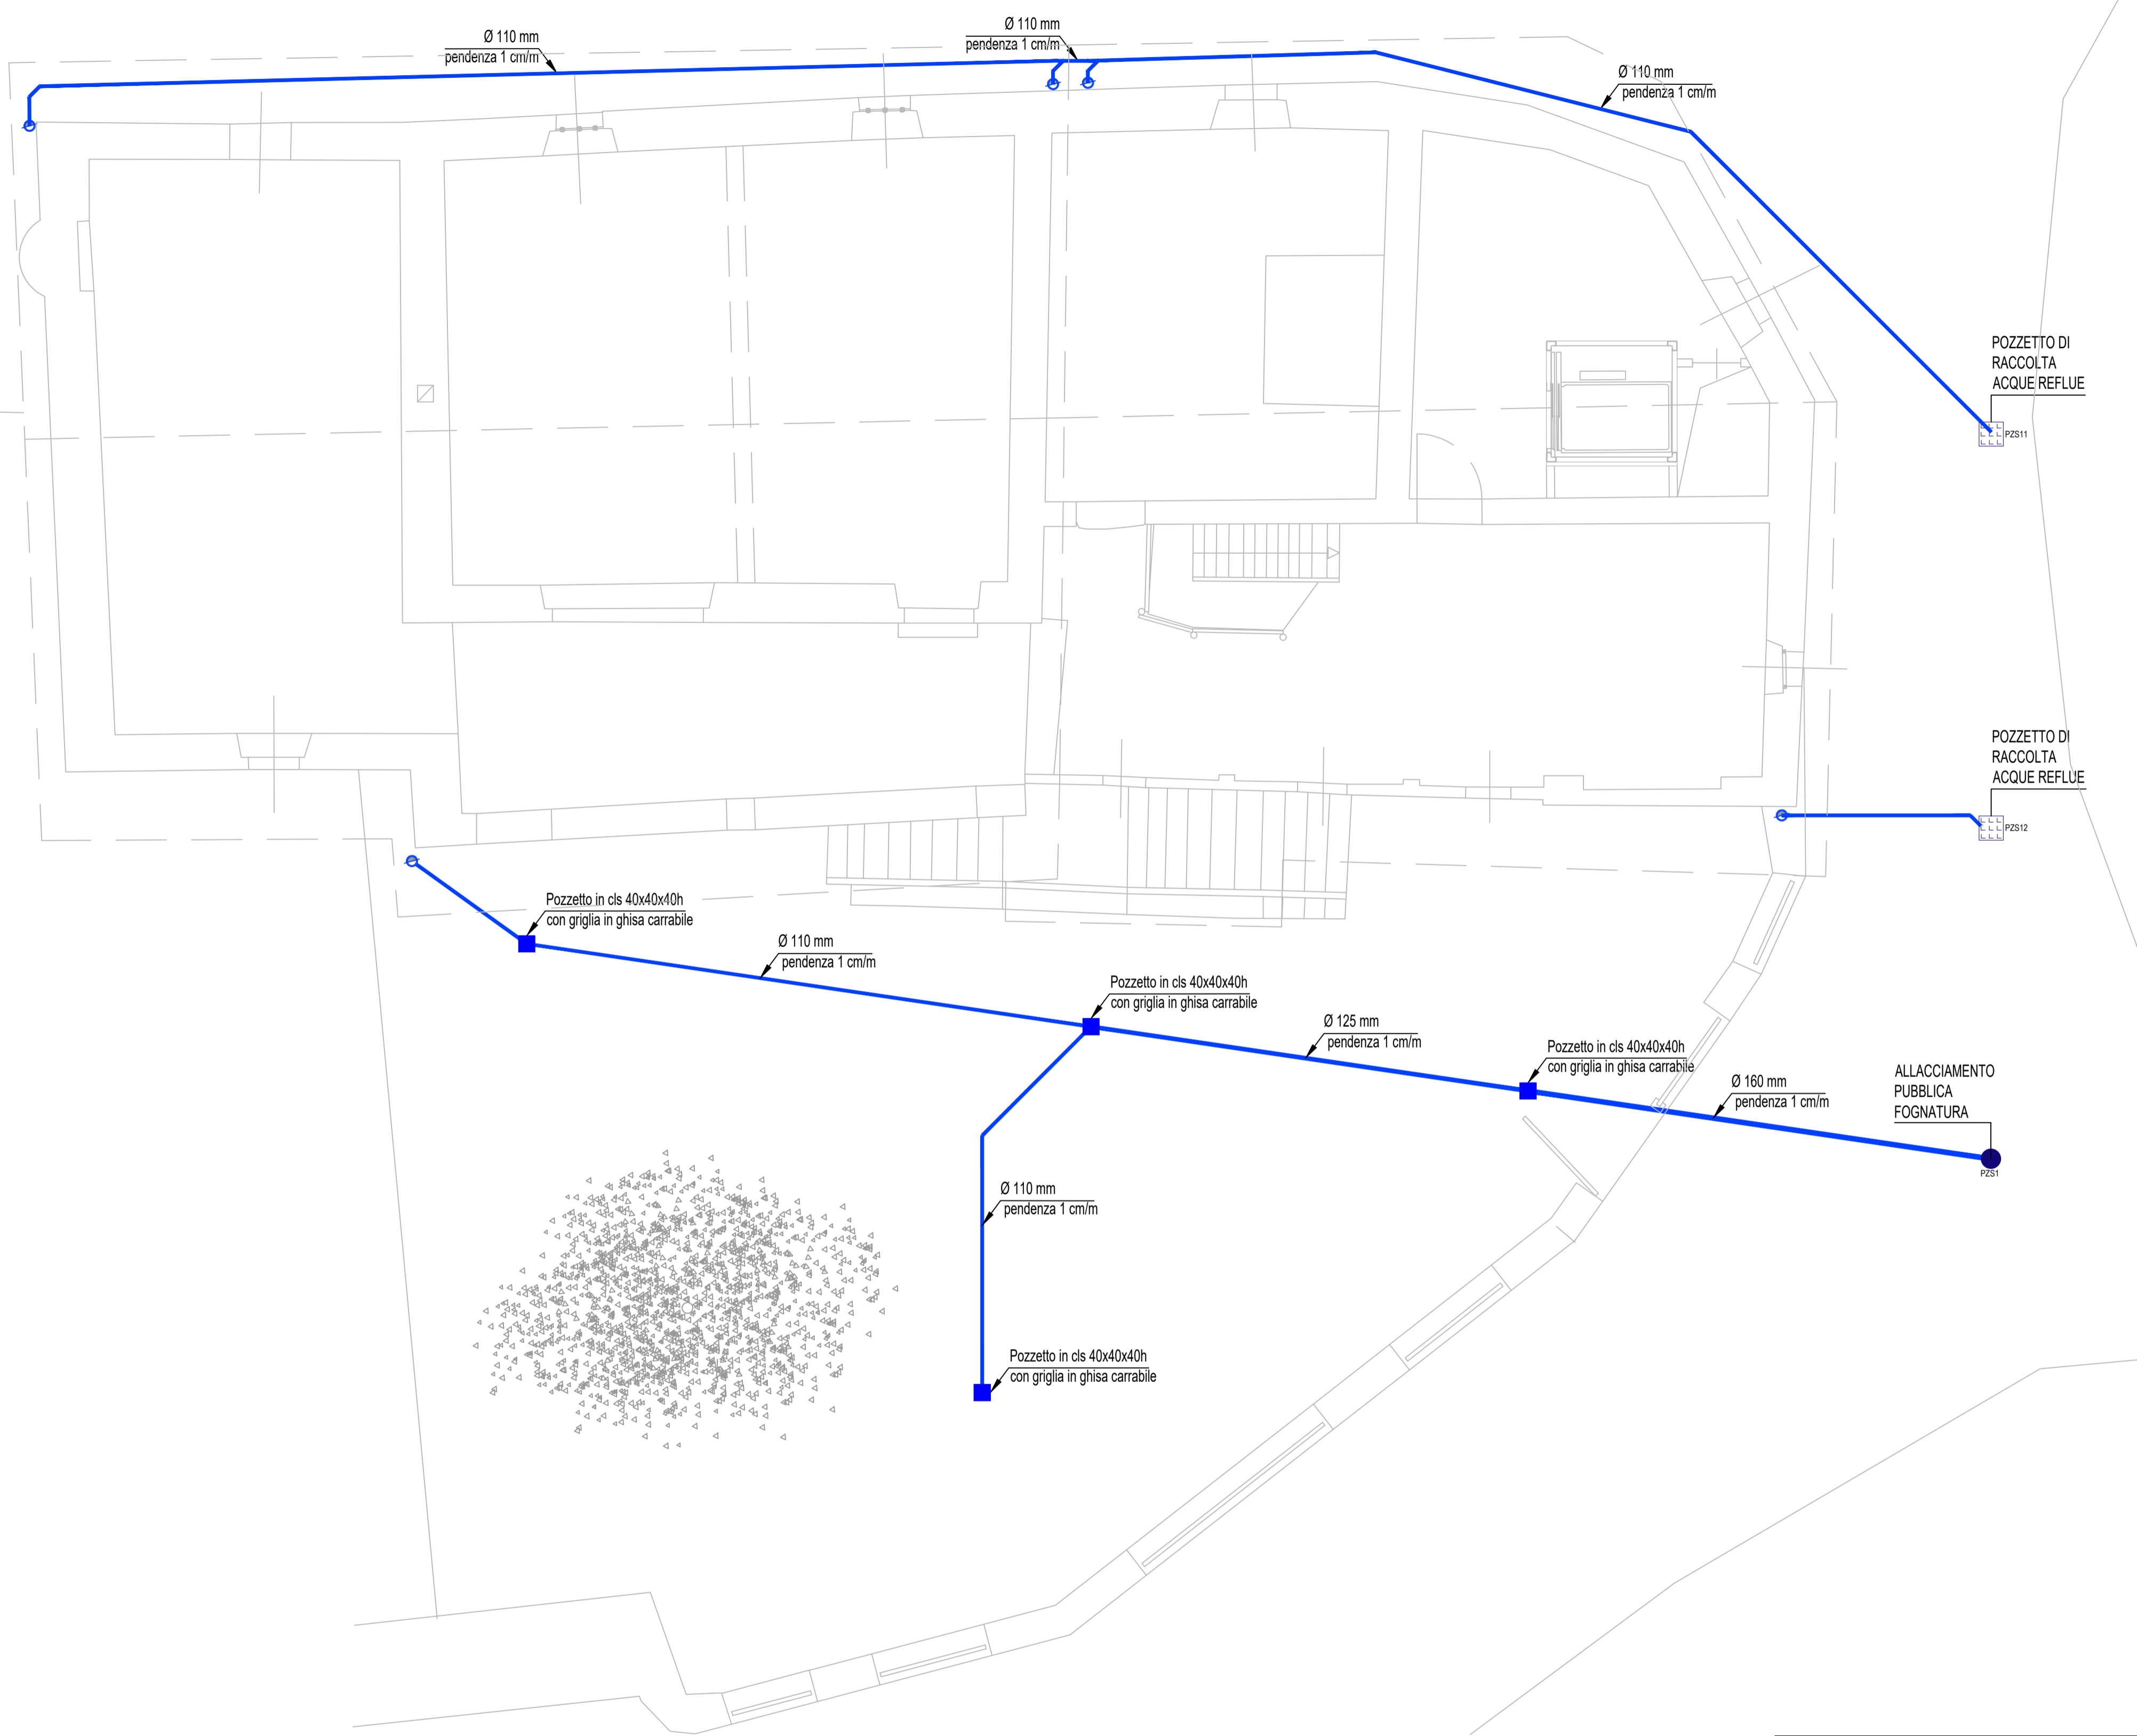 Ø 110 mm
pendenza 1 cm/m
Ø 110 mm
pendenza 1 cm/m
Ø 110 mm
pendenza 1 cm/m
POZZETTO DI
RACCOLTA
ACQUE REFLUE
PZS11
POZZETTO DI
RACCOLTA
ACQUE REFLUE
PZS12
Pozzetto in cls 40x40x40h
con griglia in ghisa carrabile
Ø 110 mm
pendenza 1 cm/m
Pozzetto in cls 40x40x40h
con griglia in ghisa carrabile
Ø 125 mm
pendenza 1 cm/m
Pozzetto in cls 40x40x40h
con griglia in ghisa carrabile
Ø 160 mm
pendenza 1 cm/m
ALLACCIAMENTO
PUBBLICA
FOGNATURA
PZS1
Ø 110 mm
pendenza 1 cm/m
Pozzetto in cls 40x40x40h
con griglia in ghisa carrabile